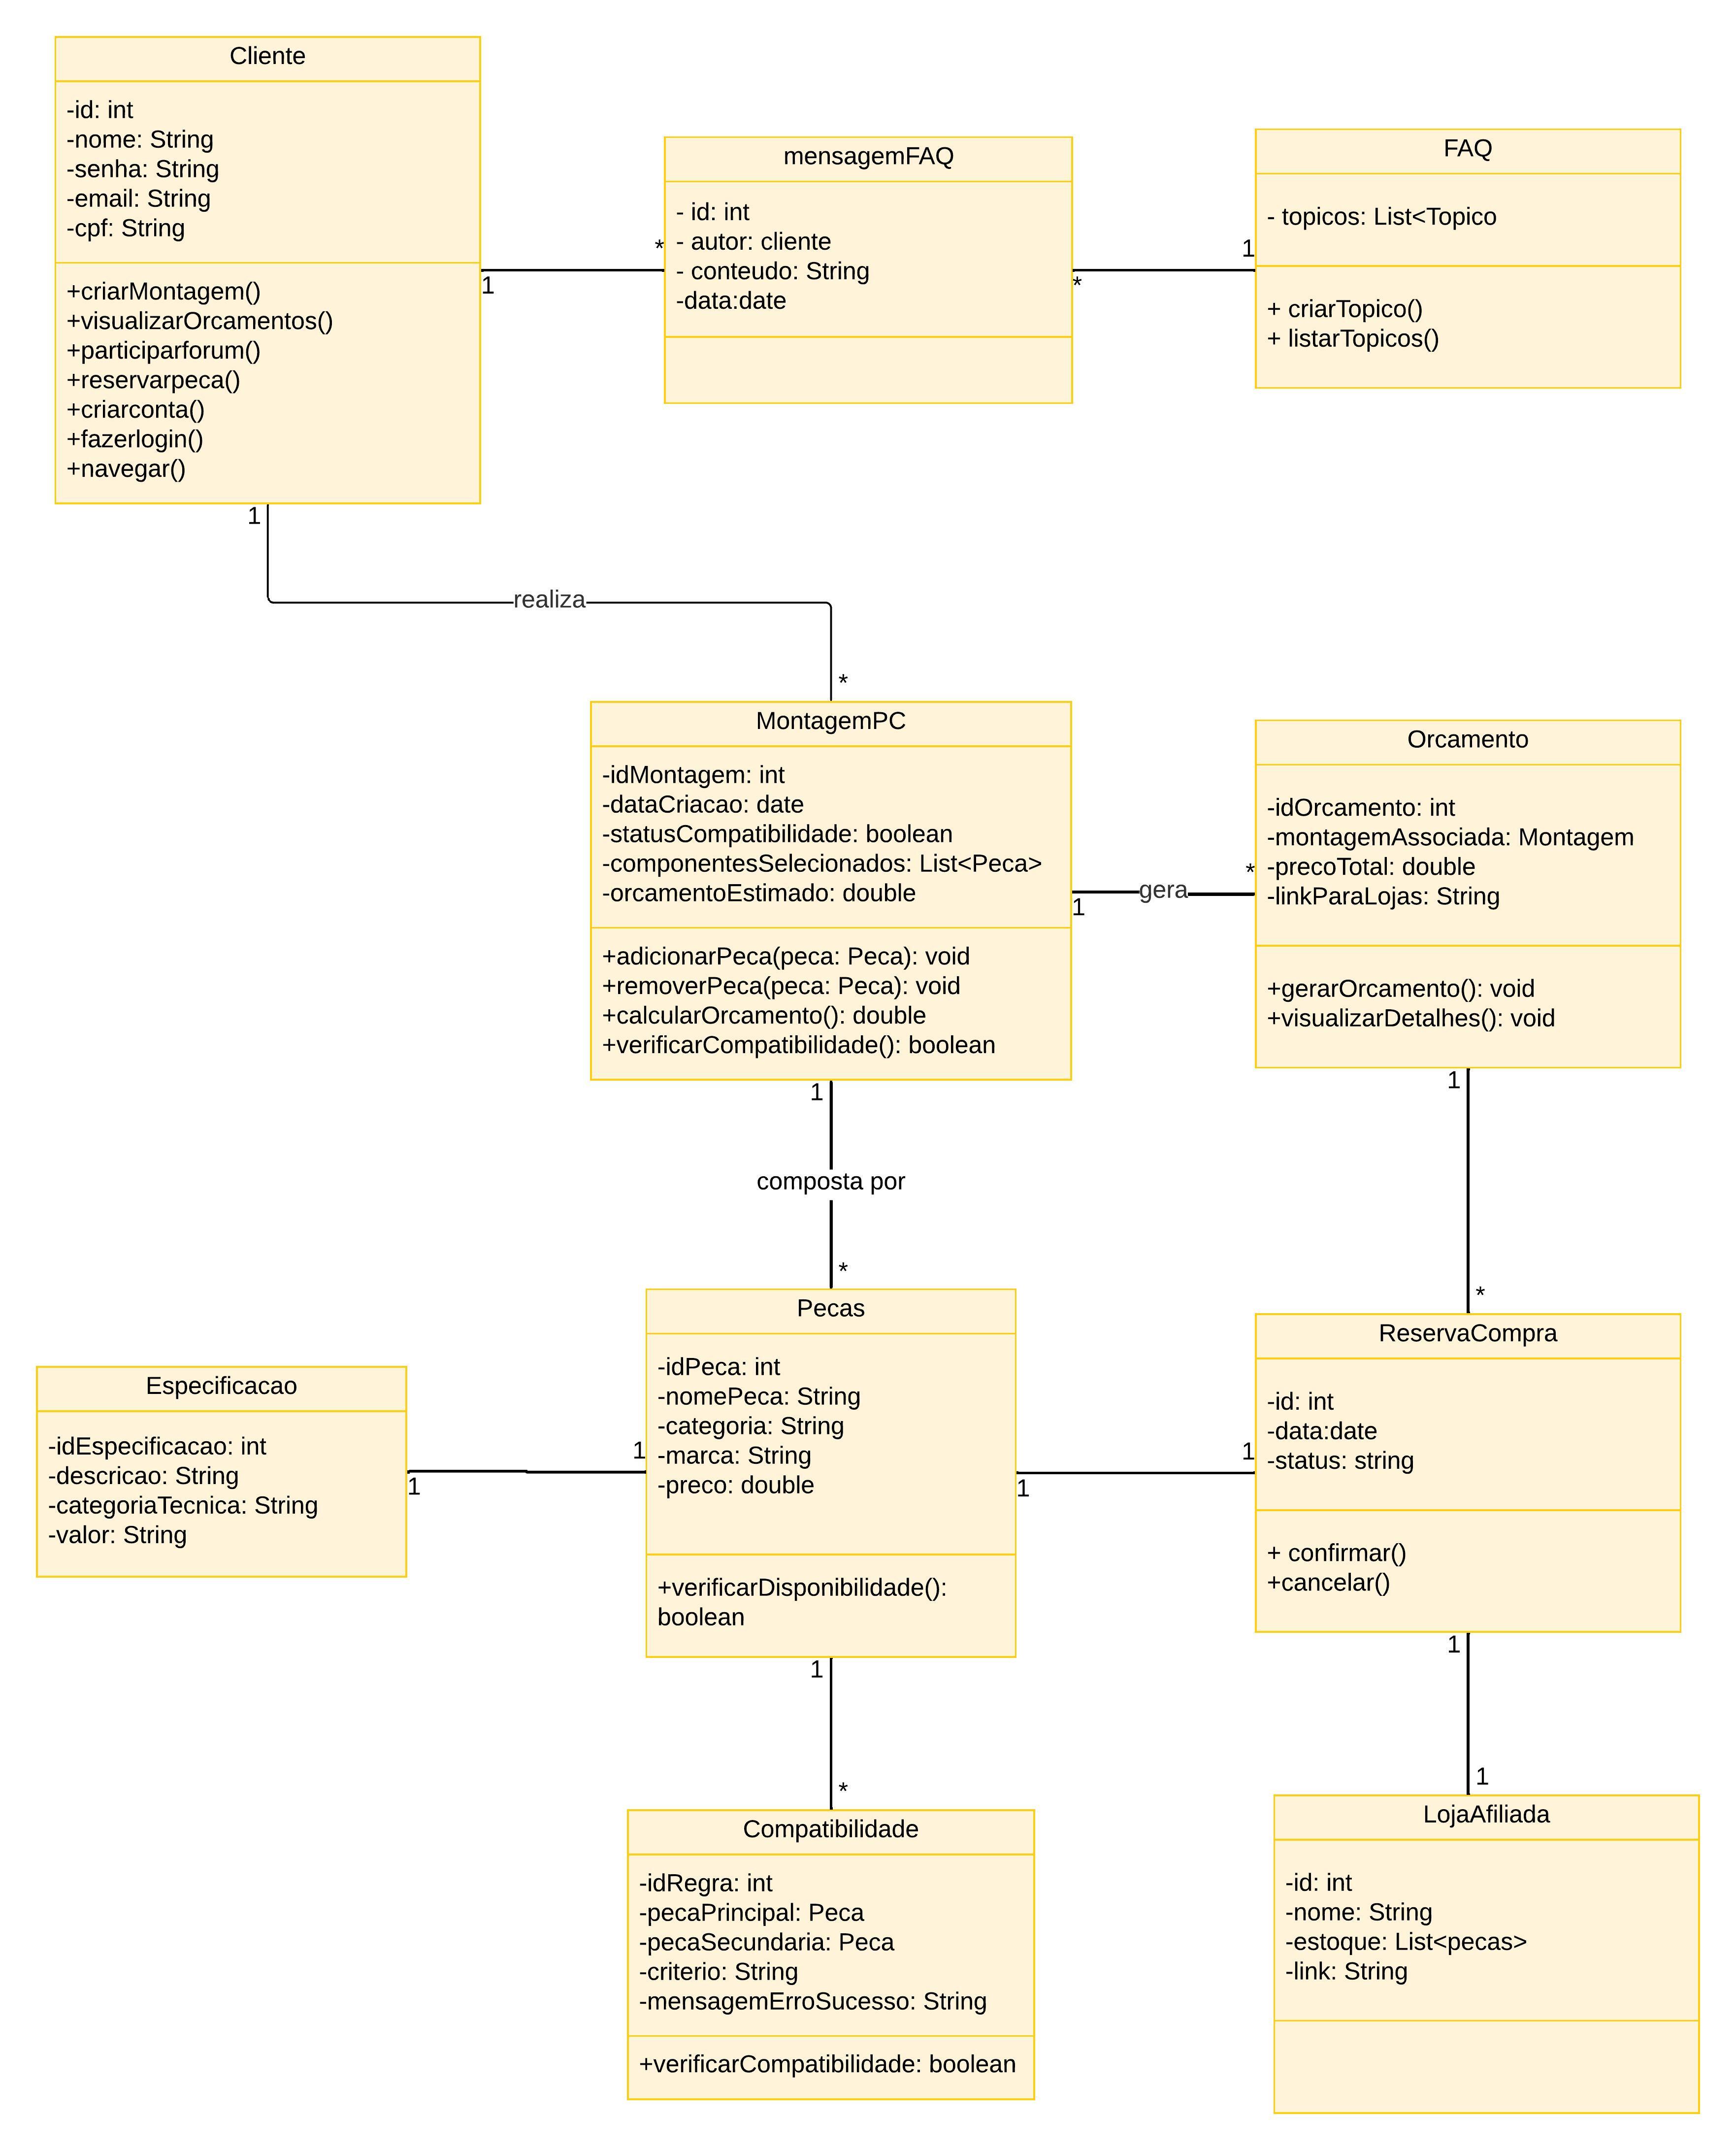 Cliente
-id: int
-nome: String
-senha: String
-email: String
-cpf: String
+criarMontagem()
+visualizarOrcamentos()
+participarforum()
+reservarpeca()
+criarconta()
+fazerlogin()
+navegar()
1
*
mensagemFAQ
- id: int
- autor: cliente
- conteudo: String
-data:date
*
1
FAQ
- topicos: List<Topico
+ criarTopico()
+ listarTopicos()
1
realiza
*
MontagemPC
-idMontagem: int
-dataCriacao: date
-statusCompatibilidade: boolean
-componentesSelecionados: List<Peca>
-orcamentoEstimado: double
+adicionarPeca(peca: Peca): void
+removerPeca(peca: Peca): void
+calcularOrcamento(): double
+verificarCompatibilidade(): boolean
1
gera
*
Orcamento
-idOrcamento: int
-montagemAssociada: Montagem
-precoTotal: double
-linkParaLojas: String
+gerarOrcamento(): void
+visualizarDetalhes(): void
1
composta por
*
1
*
Especificacao
-idEspecificacao: int
-descricao: String
-categoriaTecnica: String
-valor: String
1
1
Pecas
-idPeca: int
-nomePeca: String
-categoria: String
-marca: String
-preco: double
+verificarDisponibilidade():
boolean
1
1
ReservaCompra
-id: int
-data:date
-status: string
+ confirmar()
+cancelar()
1
*
1
1
Compatibilidade
-idRegra: int
-pecaPrincipal: Peca
-pecaSecundaria: Peca
-criterio: String
-mensagemErroSucesso: String
+verificarCompatibilidade: boolean
LojaAfiliada
-id: int
-nome: String
-estoque: List<pecas>
-link: String